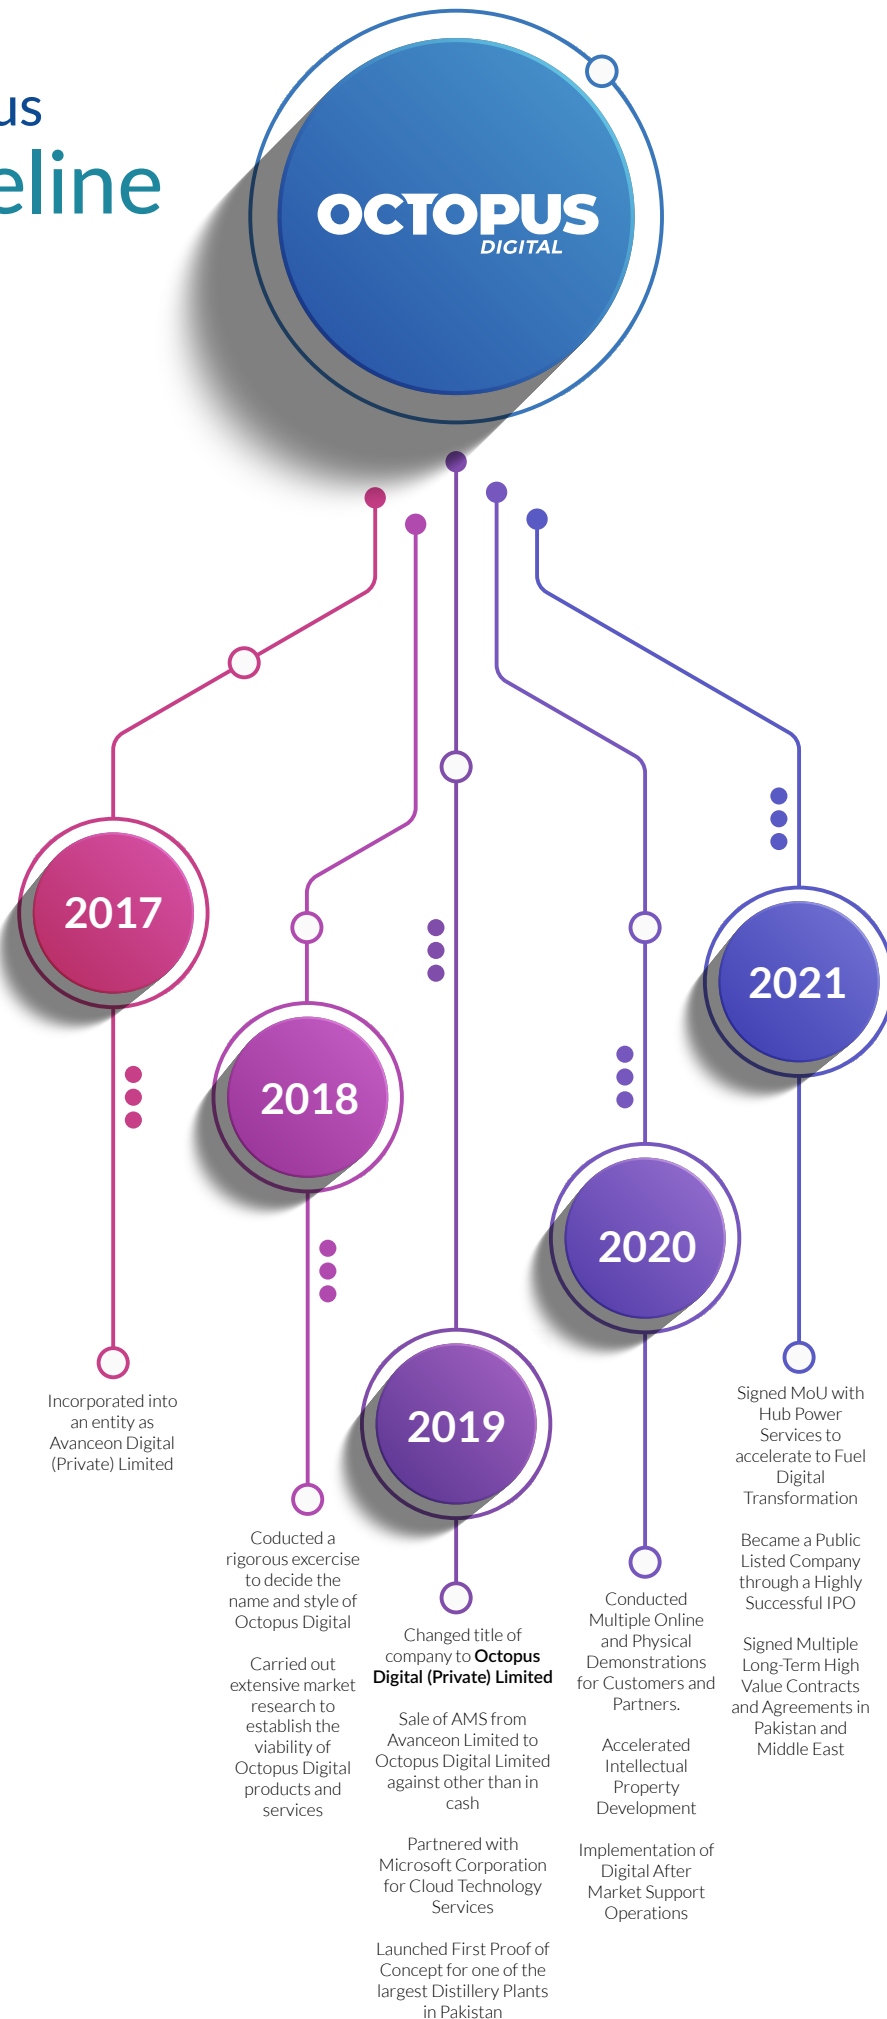 us
eline
OCTOPUS
DIGITAL
2017
2018
2019
2020
2021
Incorporated into
an entity as
Avanceon Digital
(Private) Limited
Coducted a
rigorous excercise
to decide the
name and style of
Octopus Digital
Carried out
extensive market
research to
establish the
viability of
Octopus Digital
products and
services
Changed title of
company to Octopus
Digital (Private) Limited
Sale of AMS from
Avanceon Limited to
Octopus Digital Limited
against other than in
cash
Partnered with
Microsoft Corporation
for Cloud Technology
Services
Launched First Proof of
Concept for one of the
largest Distillery Plants
in Pakistan
Conducted
Multiple Online
and Physical
Demonstrations
for Customers and
Partners.
Accelerated
Intellectual
Property
Development
Implementation of
Digital After
Market Support
Operations
Signed MoU with
Hub Power
Services to
accelerate to Fuel
Digital
Transformation
Became a Public
Listed Company
through a Highly
Successful IPO
Signed Multiple
Long-Term High
Value Contracts
and Agreements in
Pakistan and
Middle East